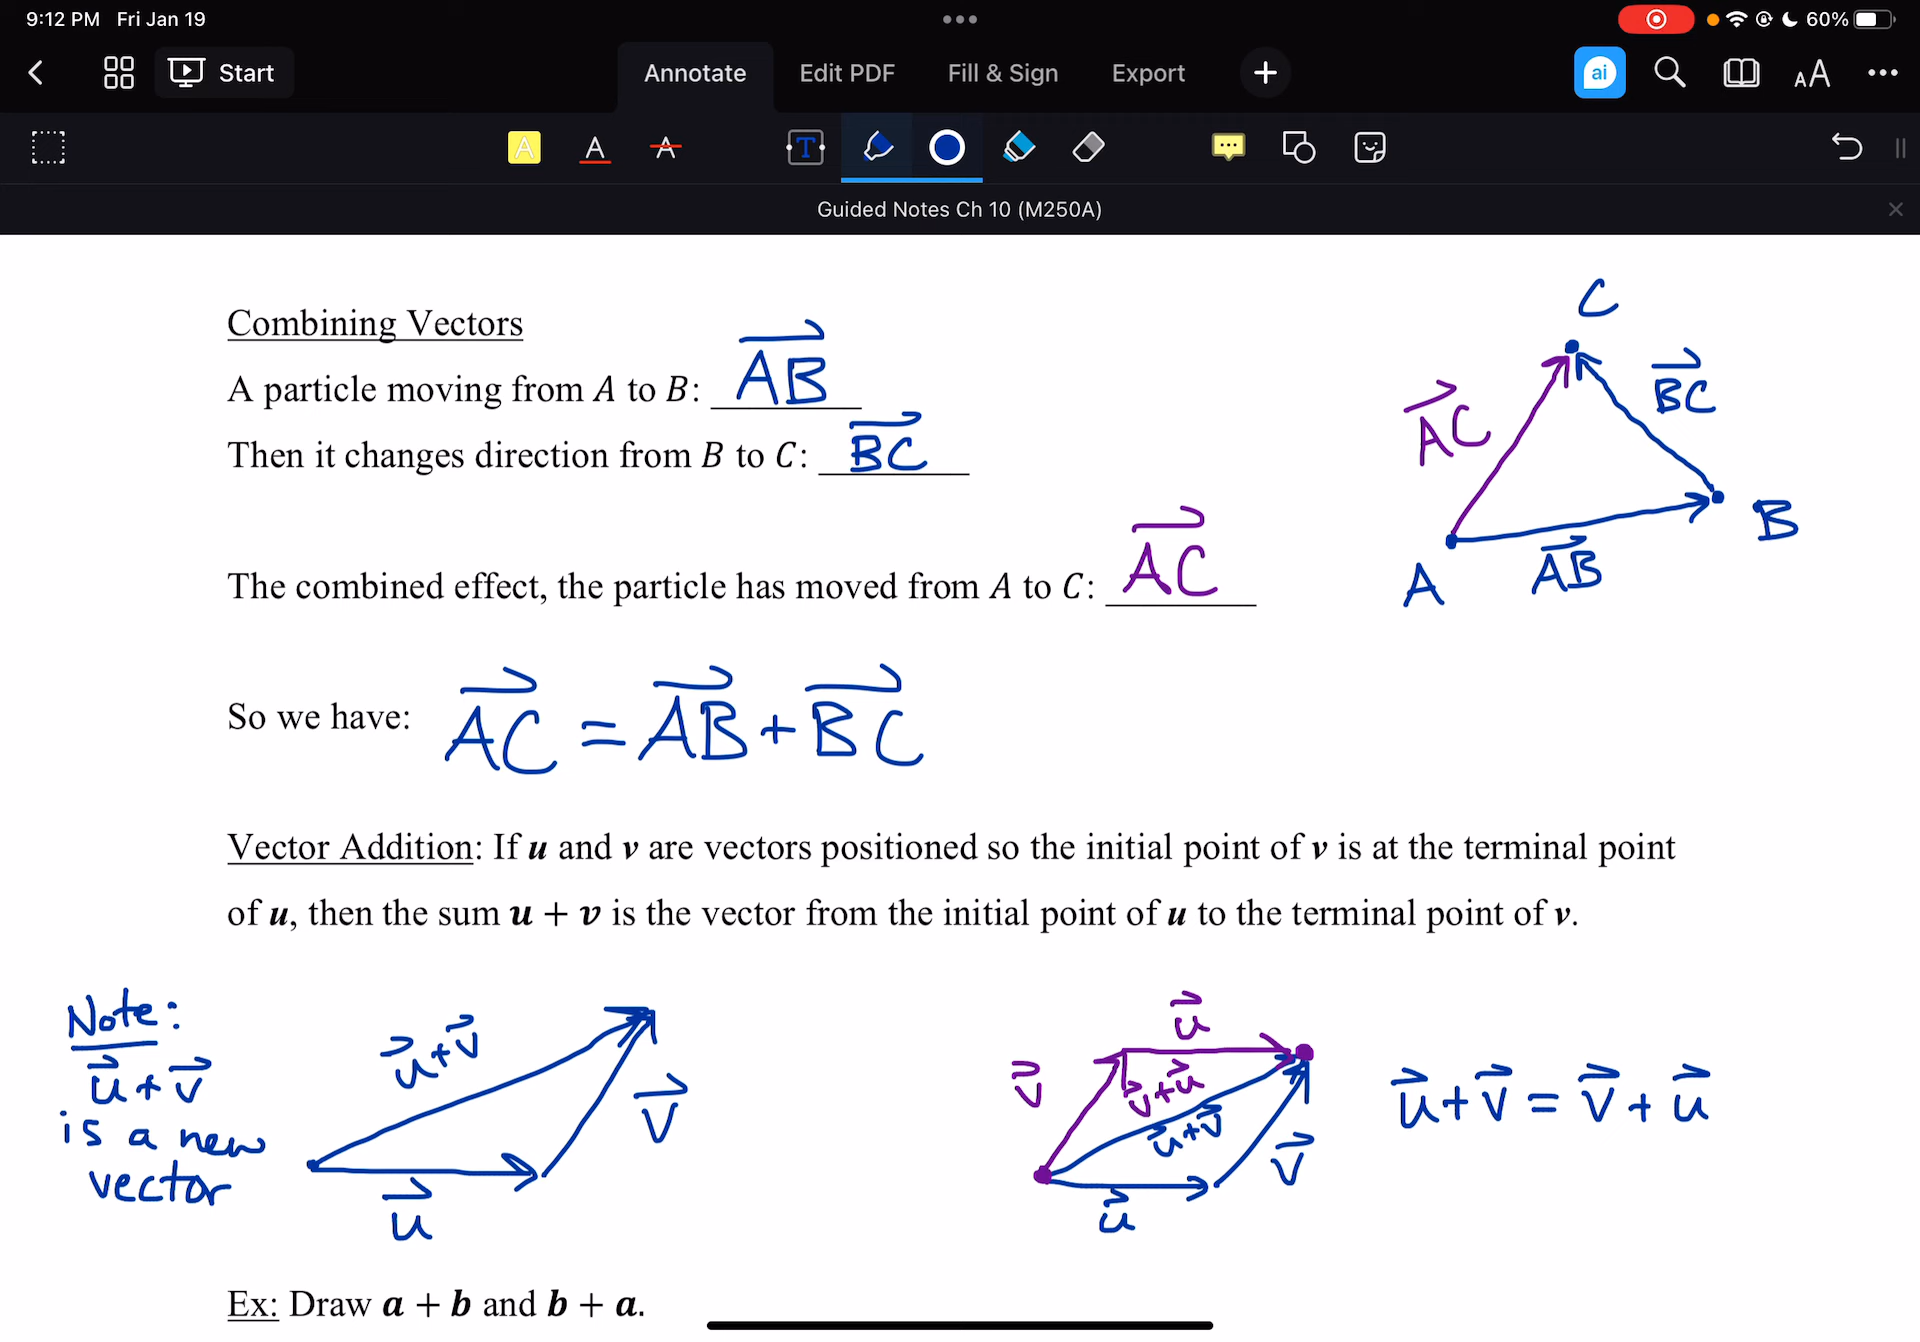 9:12 PM Fri Jan 19
60%
Start
Annotate
Edit PDF
Fill & Sign
Export
ai
AA
A A A T
Guided Notes Ch 10 (M250A)
Combining Vectors
A particle moving from A to B: AB
Then it changes direction from B to C: BC
The combined effect, the particle has moved from A to C: AC
C
AC
BC
B
A
AB
So we have: AC = AB + BC
Vector Addition: If u and v are vectors positioned so the initial point of v is at the terminal point
of u, then the sum u + v is the vector from the initial point of u to the terminal point of v.
Note:
u + v
is a new
vector
u+v
v
u
u
v
v+u
u+v
v
u
u+v = v+u
Ex: Draw a + b and b + a.